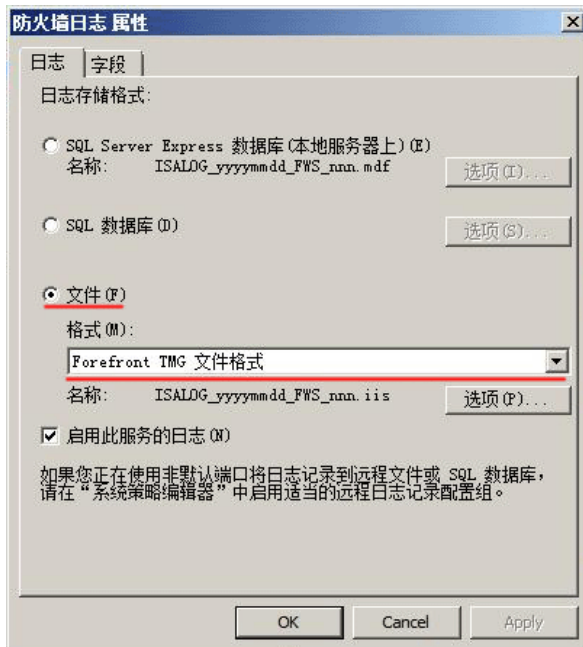 防火墙日志 属性
日志
字段
日志存储格式:
SQL Server Express 数据库(本地服务器上)(E)
名称: ISALOG_yyyymmdd_FWS_nnn.mdf
选项(I)...
SQL 数据库(D)
选项(S)...
文件(F)
格式(M):
Forefront TMG 文件格式
名称: ISALOG_yyyymmdd_FWS_nnn.iis
选项(P)...
启用此服务的日志(N)
如果您正在使用非默认端口将日志记录到远程文件或 SQL 数据库，
请在“系统策略编辑器”中启用适当的远程日志记录配置组。
OK
Cancel
Apply